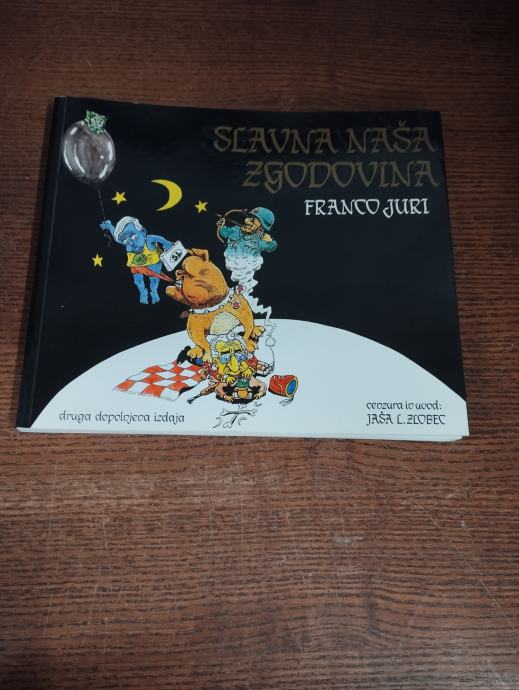 SLAVNA NAŠA
ZGODOVINA
FRANCO JURI
druga dopolnjena izdaja
cenzura in uvod:
JAŠA L. ZLOBEC